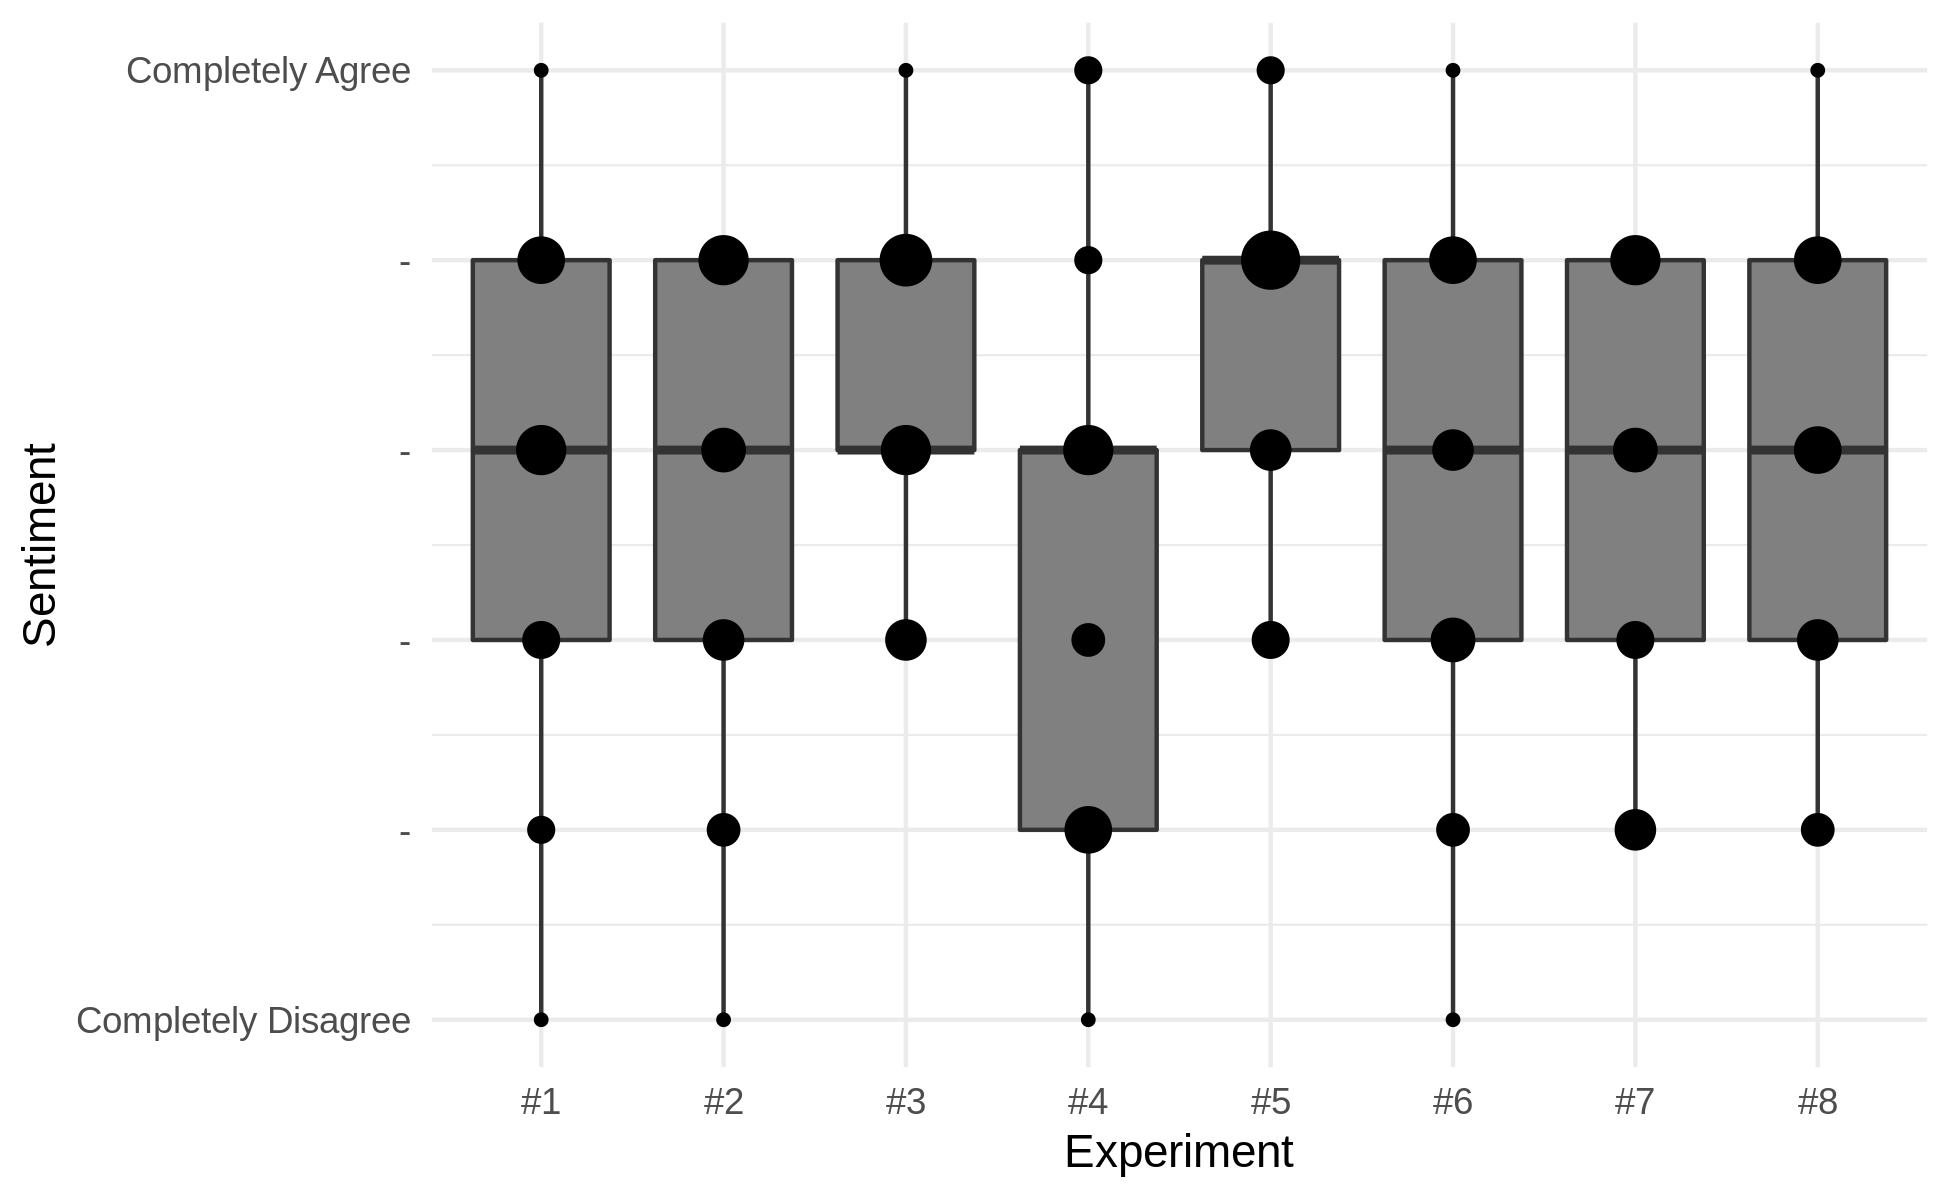 Completely Agree
-
-
-
-
Completely Disagree
Sentiment
#1 #2 #3 #4 #5 #6 #7 #8
Experiment